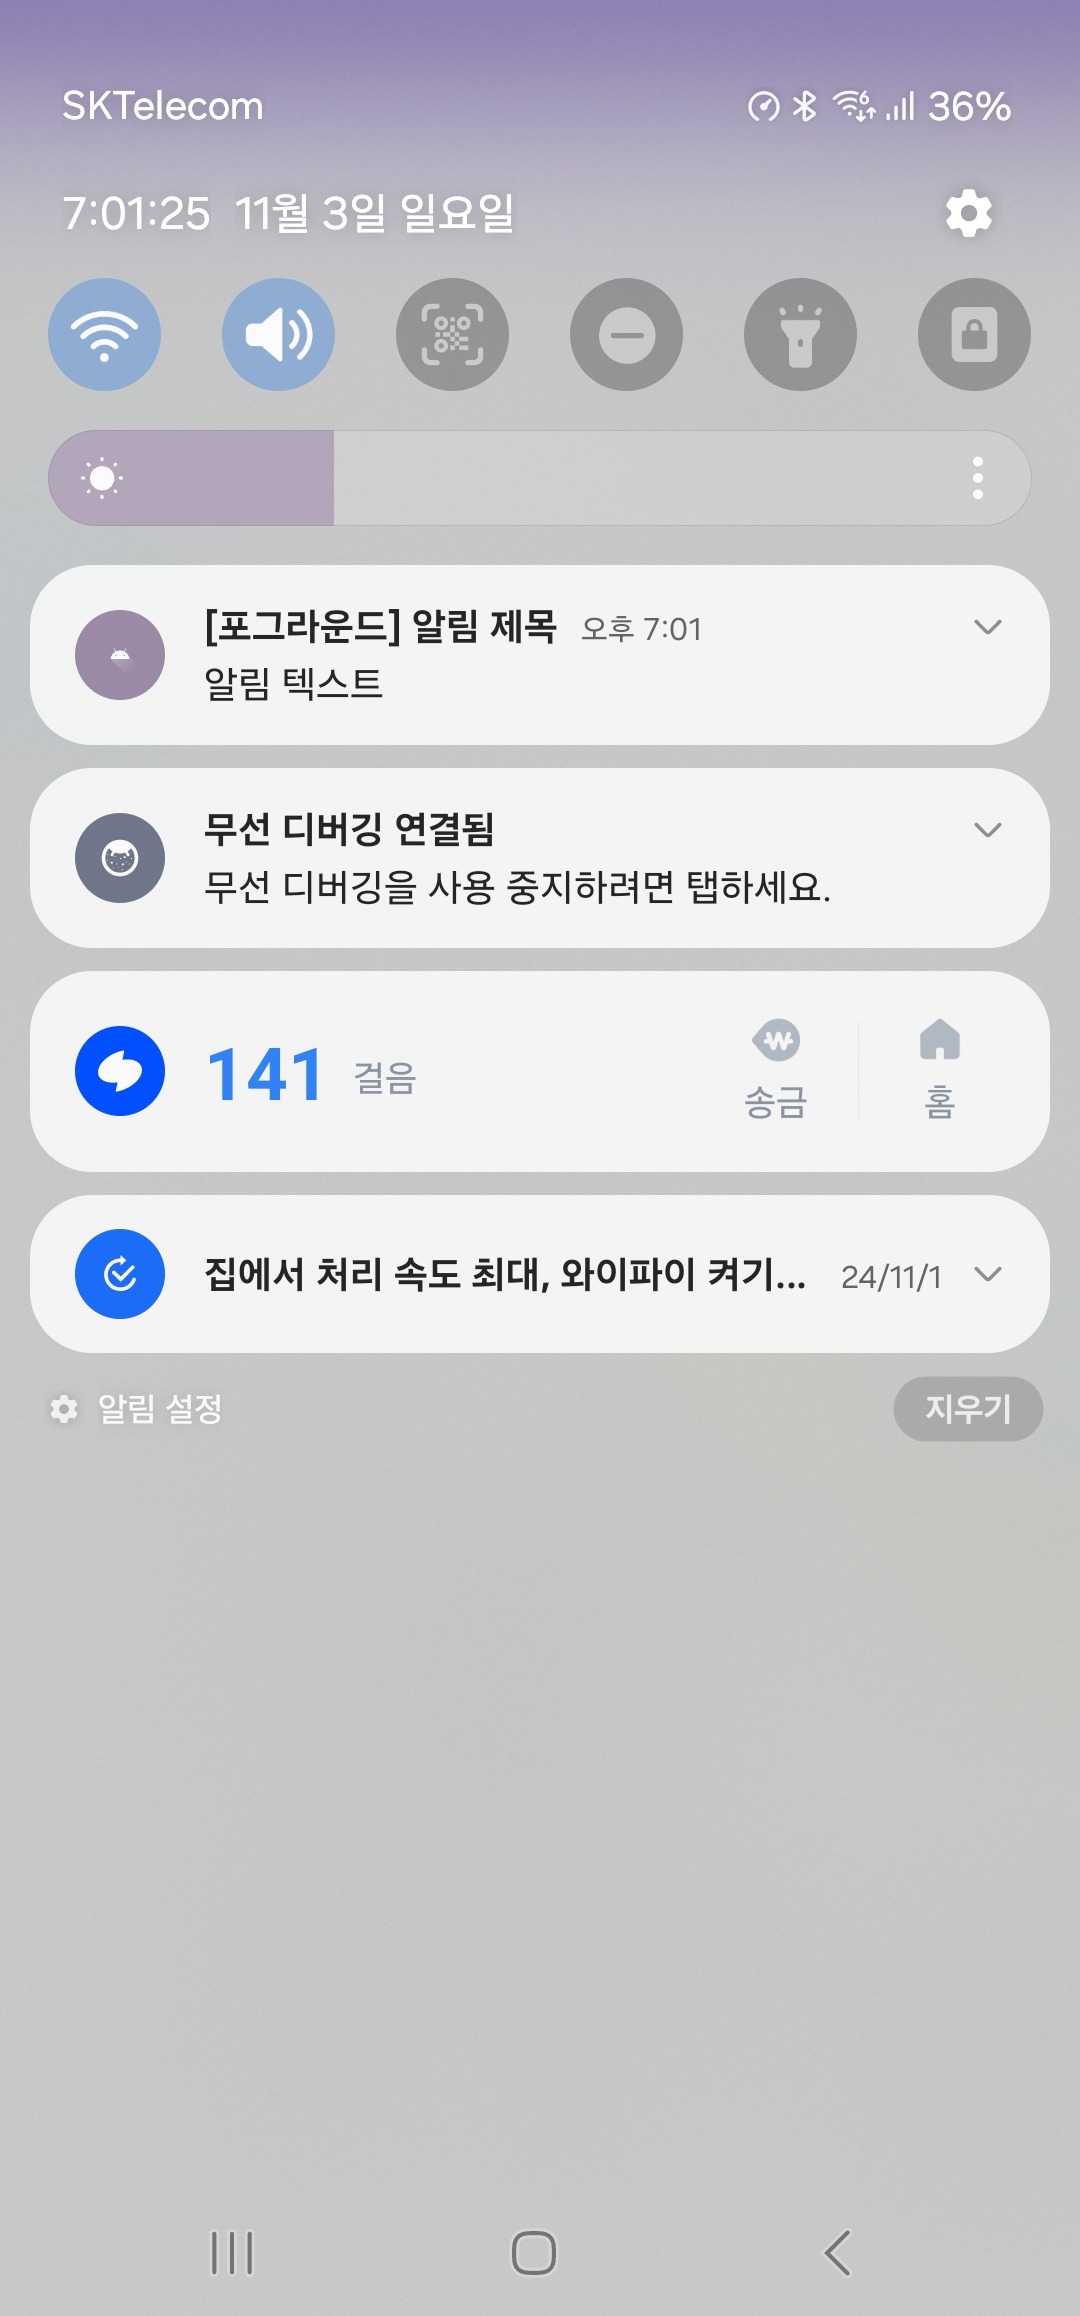 SKTelecom 6 36%
7:01:25 11월 3일 일요일
[포그라운드] 알림 제목 오후 7:01
알림 텍스트
무선 디버깅 연결됨
무선 디버깅을 사용 중지하려면 탭하세요.
141 걸음
송금 홈
집에서 처리 속도 최대, 와이파이 켜기... 24/11/1
알림 설정 지우기